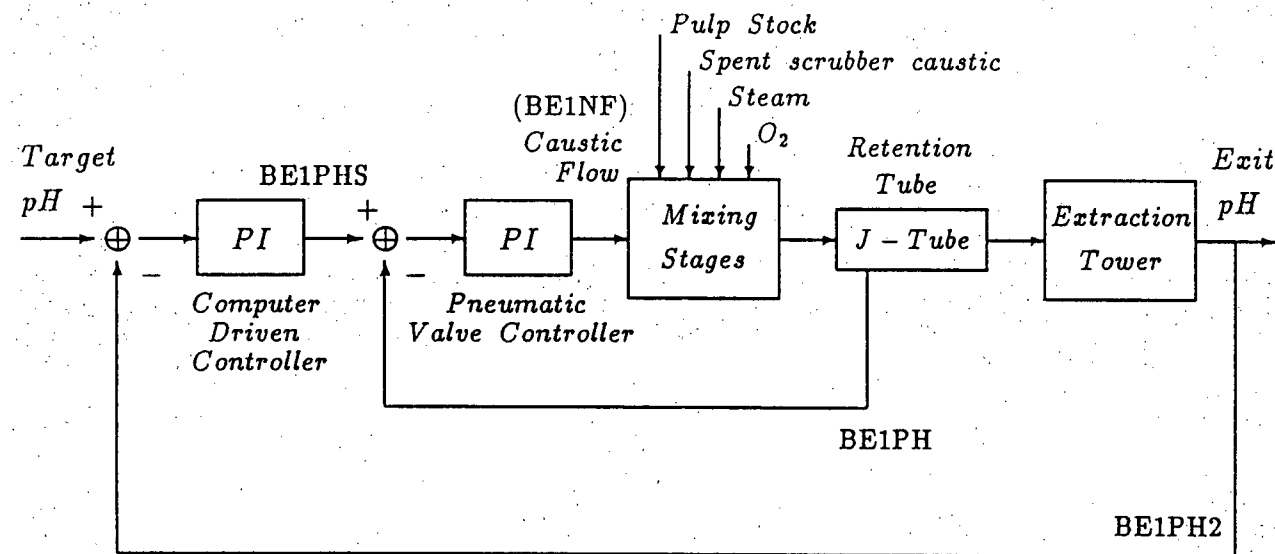 Pulp Stock
Spent scrubber caustic
Steam
O₂
(BE1NF)
Caustic
Flow
Target
pH
+
−
BE1PHS
+
−
PI
Computer
Driven
Controller
PI
Pneumatic
Valve Controller
Mixing
Stages
Retention
Tube
J − Tube
Extraction
Tower
Exit
pH
BE1PH
BE1PH2